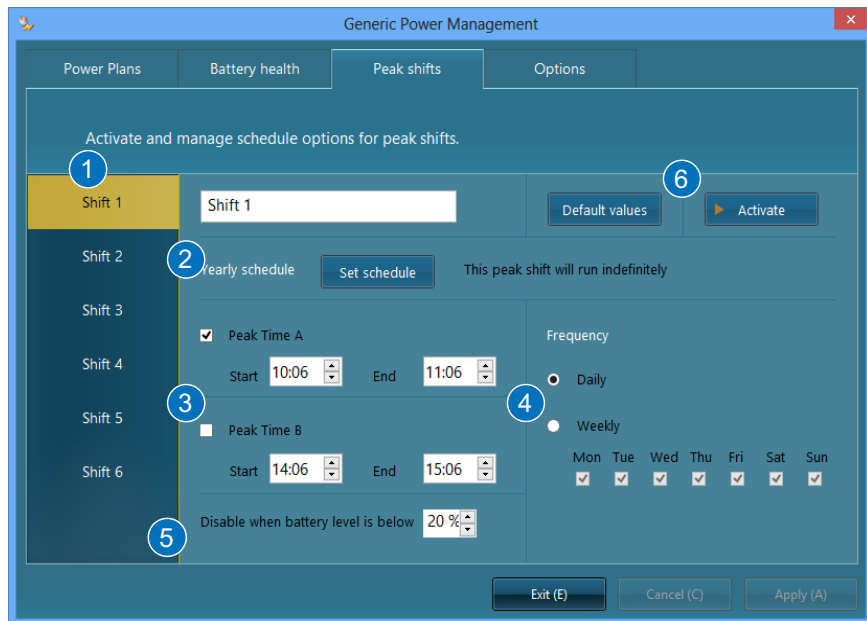 Generic Power Management
Power Plans Battery health Peak shifts Options
Activate and manage schedule options for peak shifts.
1
6
Shift 1 Shift 1 Default values Activate
2
Shift 2 Yearly schedule Set schedule This peak shift will run indefinitely
Shift 3
Peak Time A Frequency
Shift 4 Start 10:06 End 11:06 Daily
3 4
Shift 5 Peak Time B Weekly
Mon Tue Wed Thu Fri Sat Sun
Shift 6 Start 14:06 End 15:06
5 Disable when battery level is below 20 %
Exit (E) Cancel (C) Apply (A)